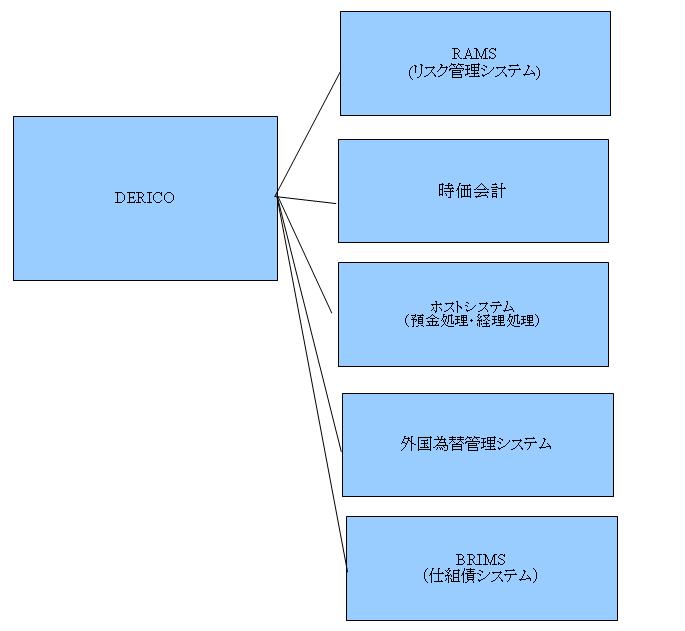 DERICO
RAMS
(リスク管理システム)
時価会計
ホストシステム
(預金処理・経理処理)
外国為替管理システム
BRIMS
(仕組債システム)